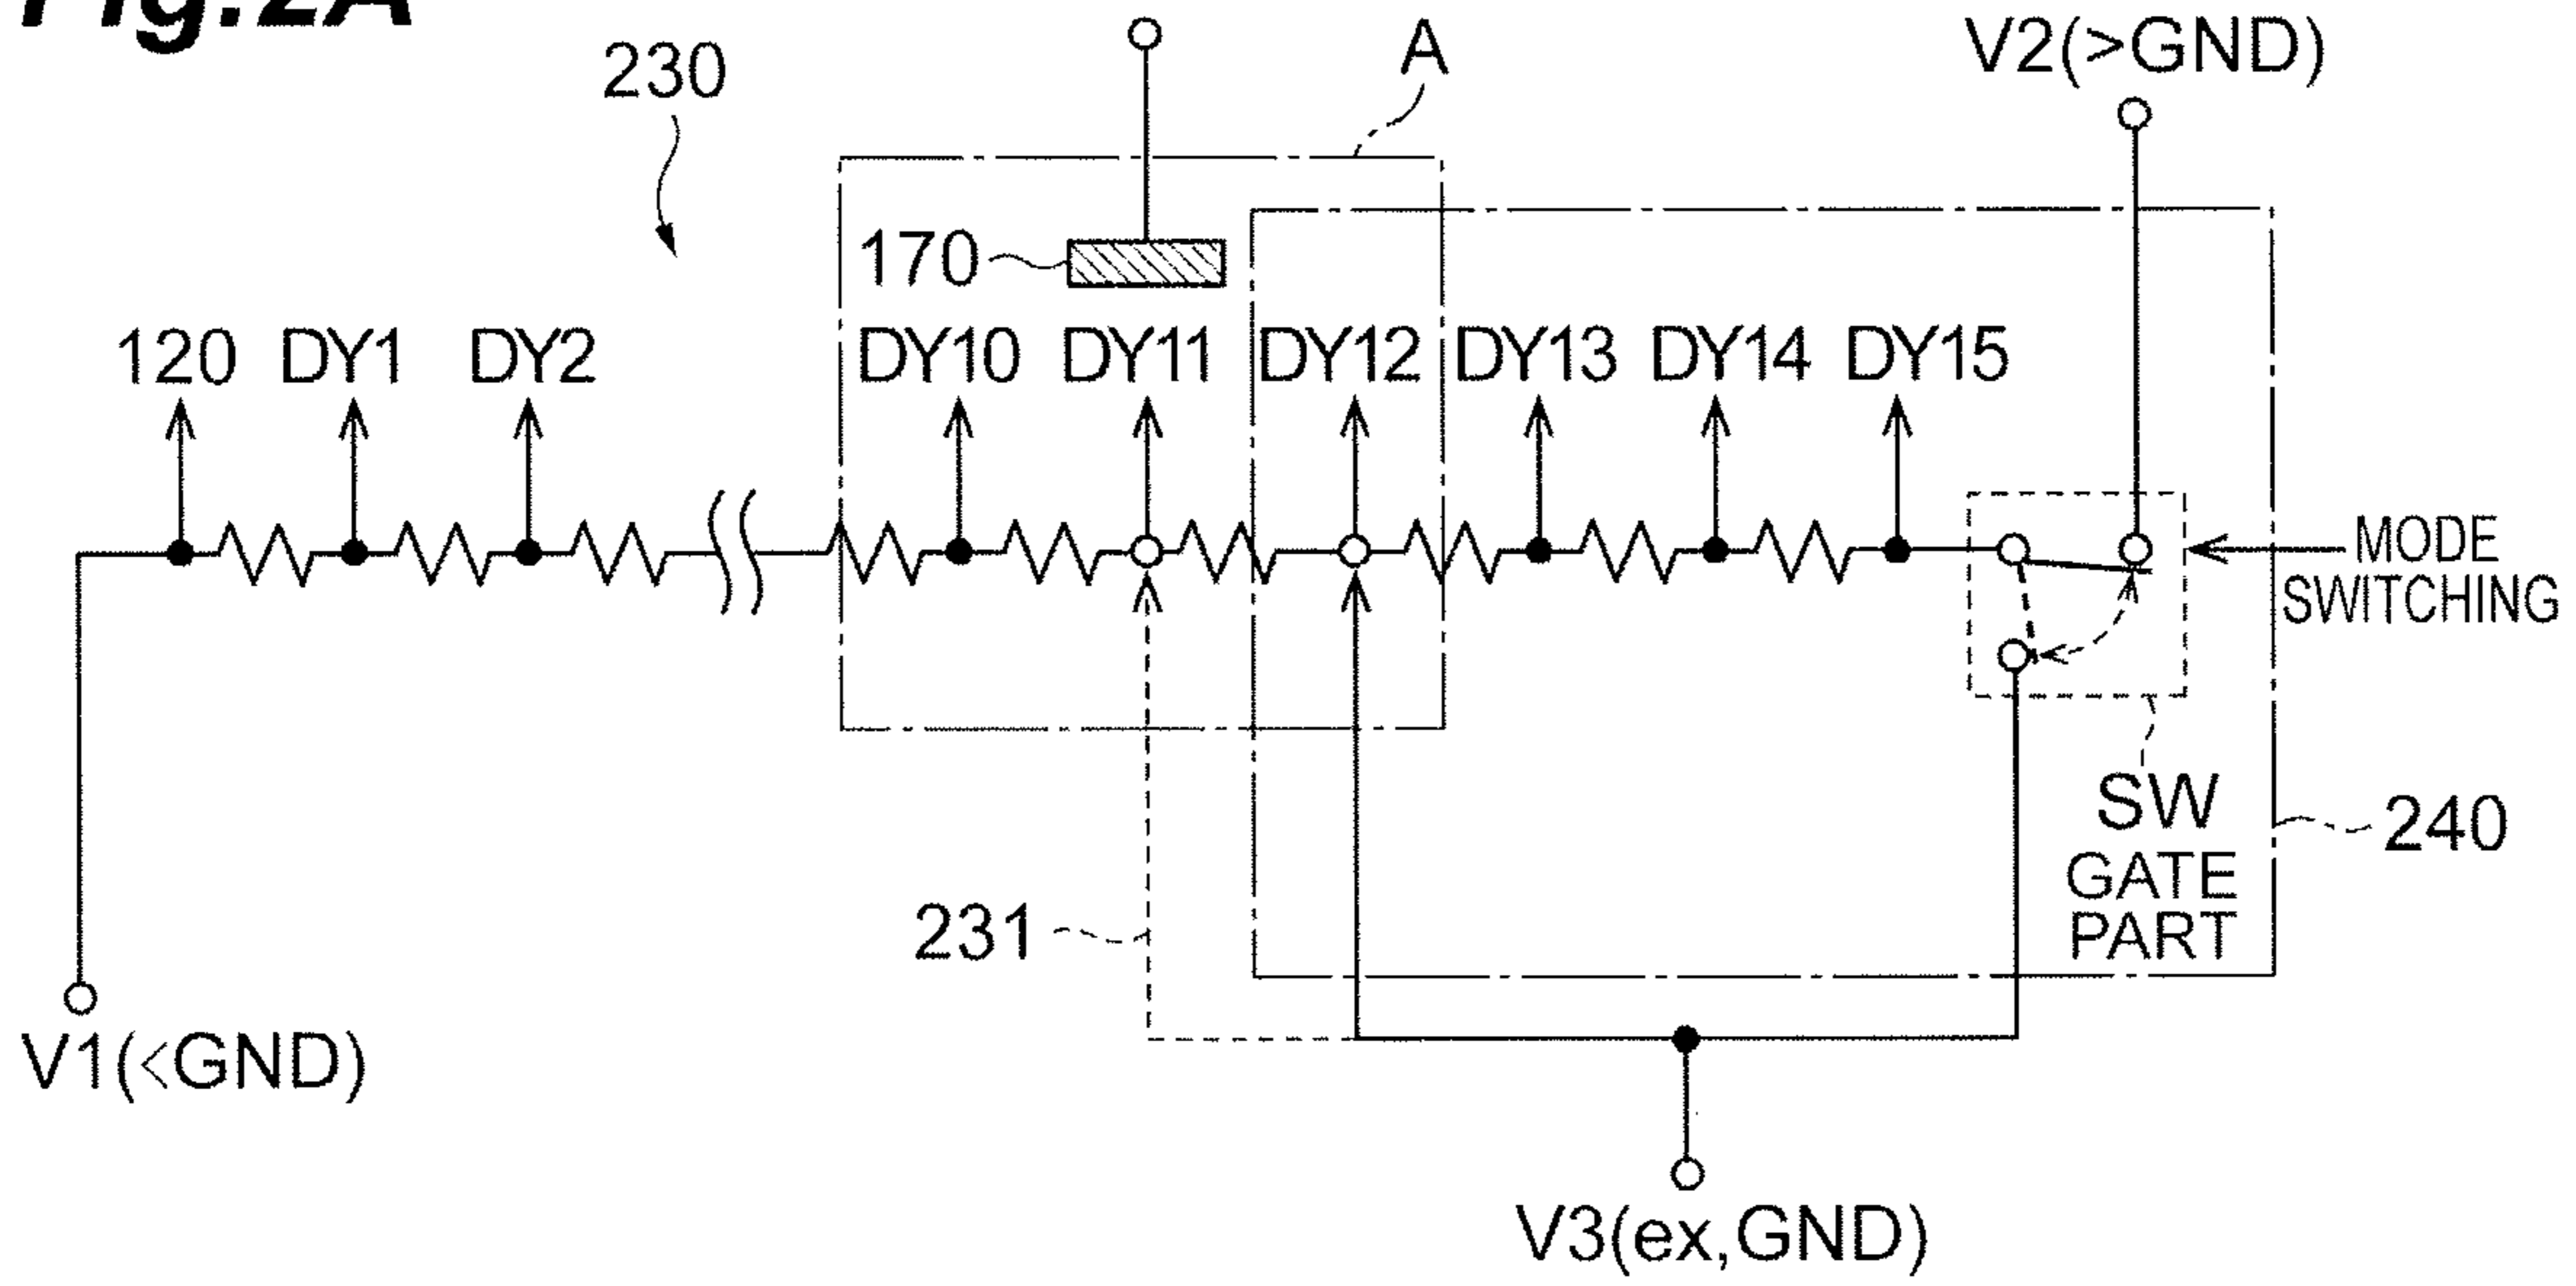 Fig.2A
230
A
V2(>GND)
170
120 DY1 DY2 DY10 DY11 DY12 DY13 DY14 DY15
MODE
SWITCHING
SW
GATE
PART
240
231
V1(<GND)
V3(ex,GND)